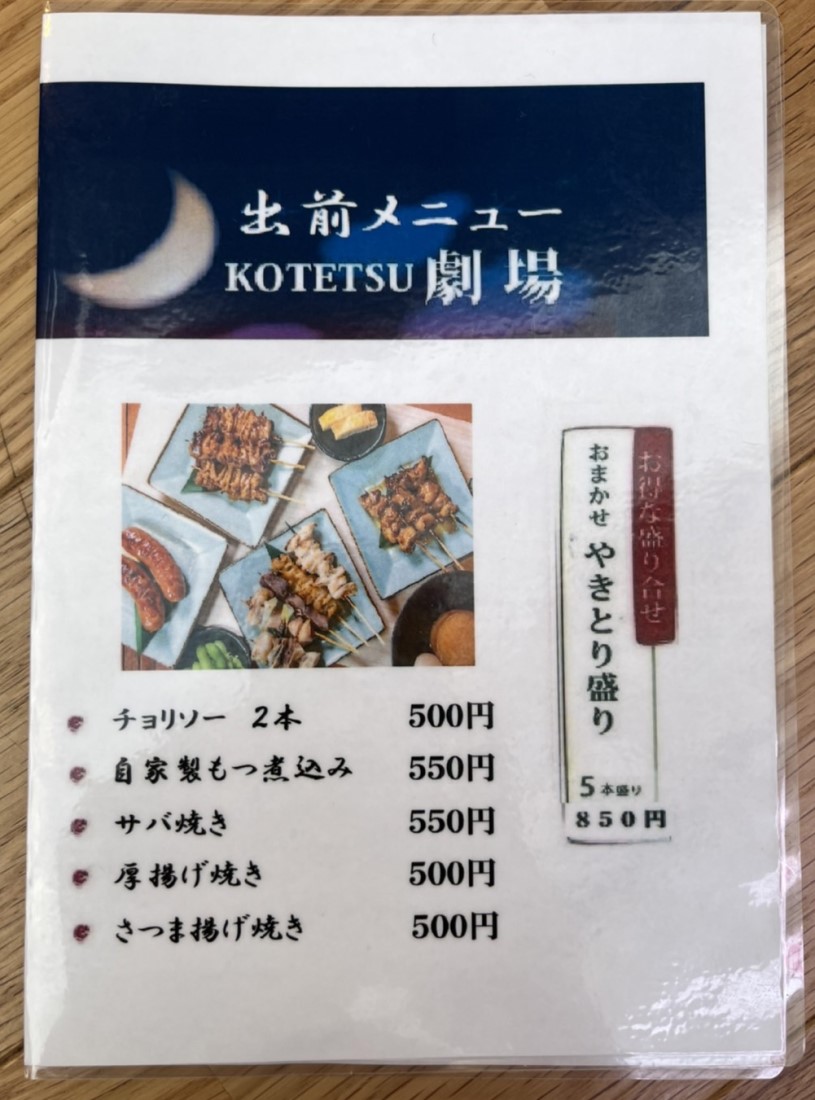 出前メニュー
KOTETSU 劇場
お得な盛り合せ
おまかせ やきとり盛り
5本盛り
850円
チョリソー 2本 500円
自家製もつ煮込み 550円
サバ焼き 550円
厚揚げ焼き 500円
さつま揚げ焼き 500円